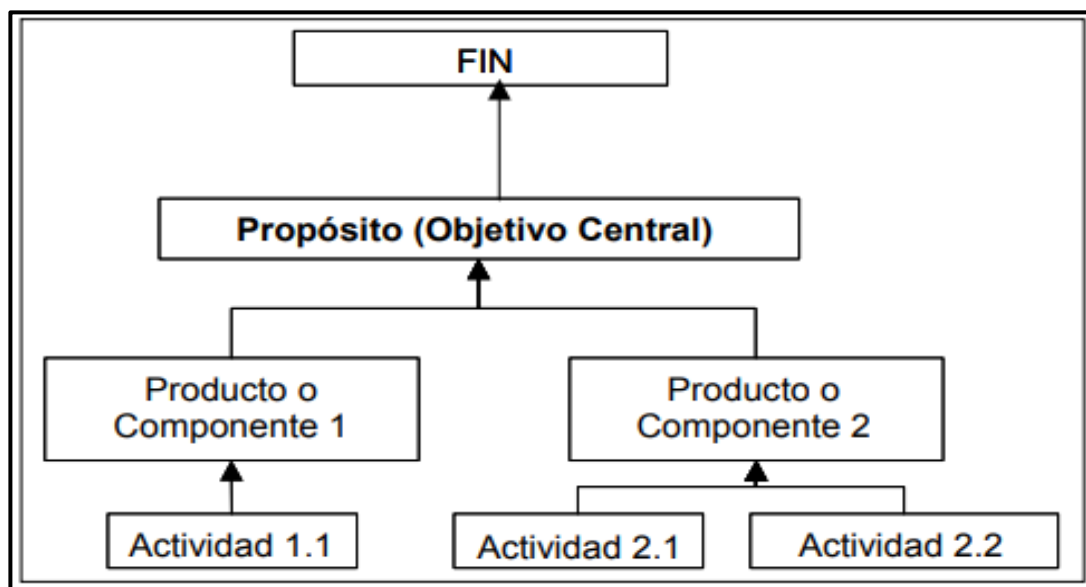 FIN
Propósito (Objetivo Central)
Producto o
Componente 1
Producto o
Componente 2
Actividad 1.1
Actividad 2.1
Actividad 2.2